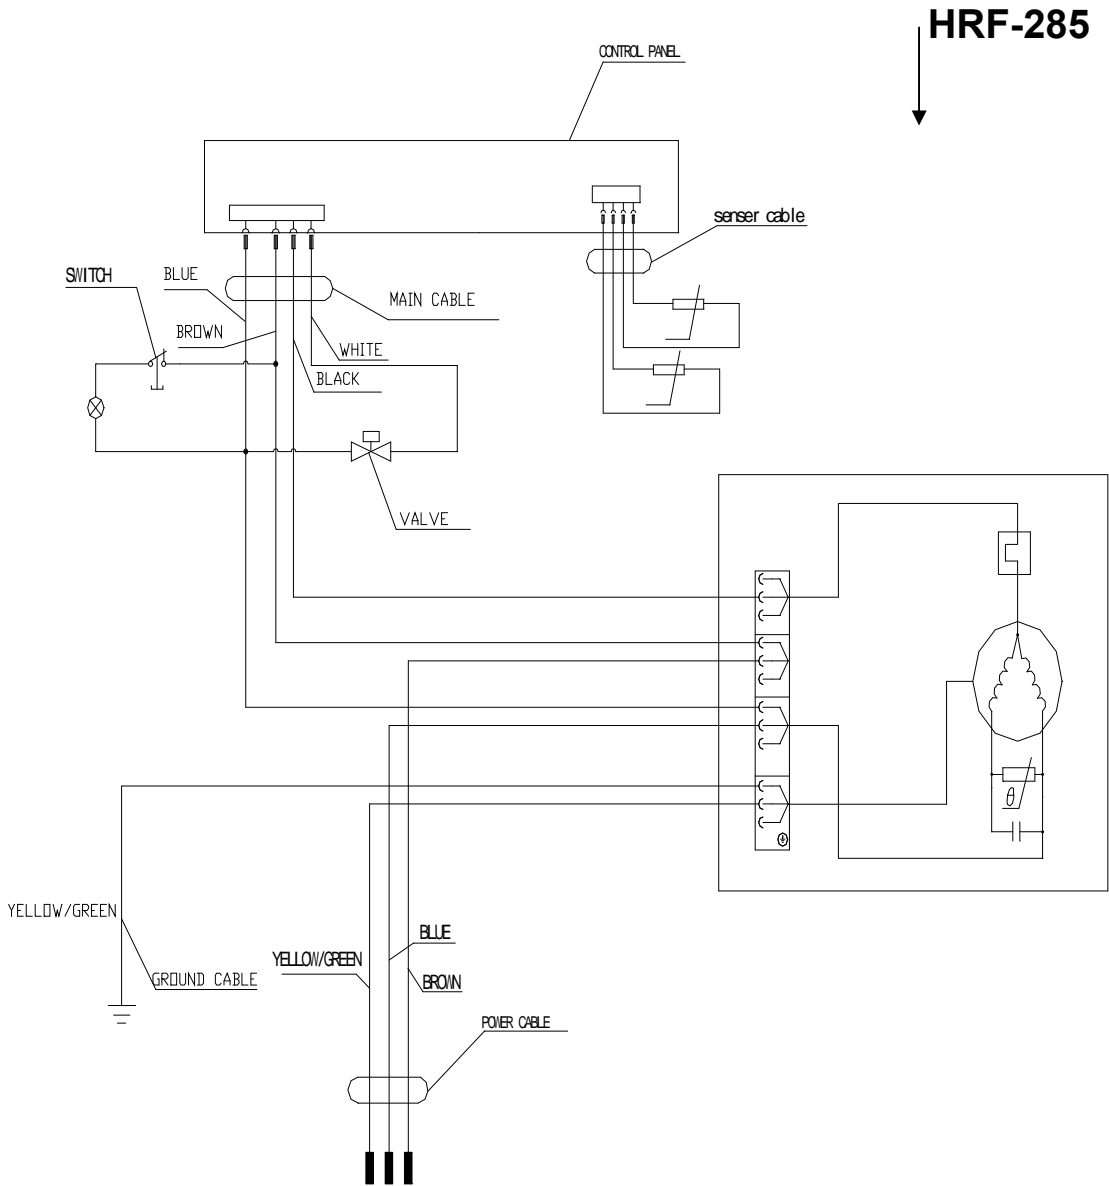 HRF-285
CONTROL PANEL
senser cable
SWITCH
BLUE
MAIN CABLE
BROWN
WHITE
BLACK
VALVE
θ
YELLOW/GREEN
BLUE
YELLOW/GREEN
GROUND CABLE
BROWN
POWER CABLE